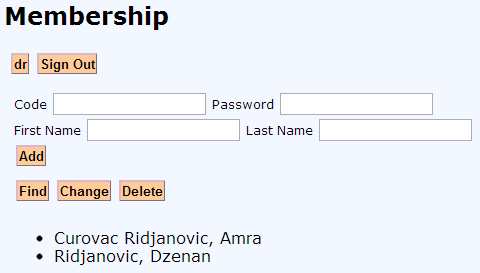 Membership
dr Sign Out
Code Password
First Name Last Name
Add
Find Change Delete
Curovac Ridjanovic, Amra
Ridjanovic, Dzenan